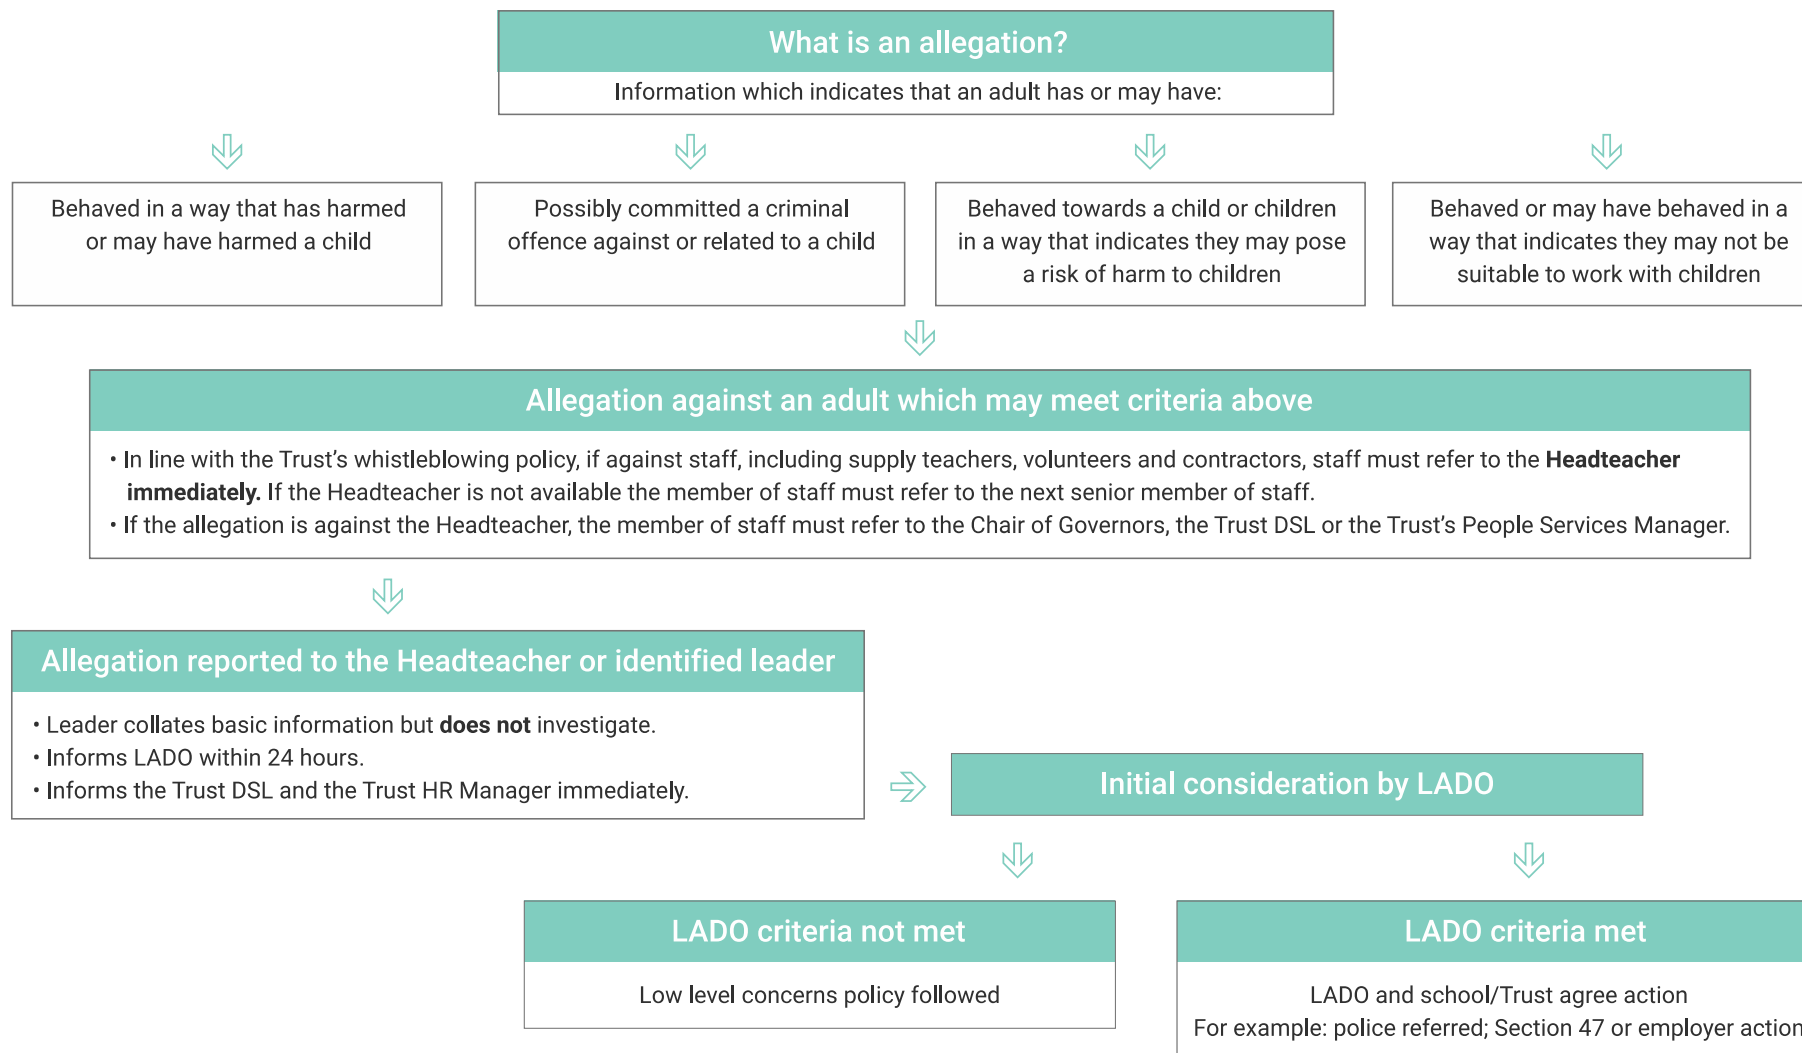 What is an allegation?
Information which indicates that an adult has or may have:
Behaved in a way that has harmed
or may have harmed a child
Possibly committed a criminal
offence against or related to a child
Behaved towards a child or children
in a way that indicates they may pose
a risk of harm to children
Behaved or may have behaved in a
way that indicates they may not be
suitable to work with children
Allegation against an adult which may meet criteria above
• In line with the Trust’s whistleblowing policy, if against staff, including supply teachers, volunteers and contractors, staff must refer to the Headteacher
immediately. If the Headteacher is not available the member of staff must refer to the next senior member of staff.
• If the allegation is against the Headteacher, the member of staff must refer to the Chair of Governors, the Trust DSL or the Trust’s People Services Manager.
Allegation reported to the Headteacher or identified leader
• Leader collates basic information but does not investigate.
• Informs LADO within 24 hours.
• Informs the Trust DSL and the Trust HR Manager immediately.
Initial consideration by LADO
LADO criteria not met
Low level concerns policy followed
LADO criteria met
LADO and school/Trust agree action
For example: police referred; Section 47 or employer action